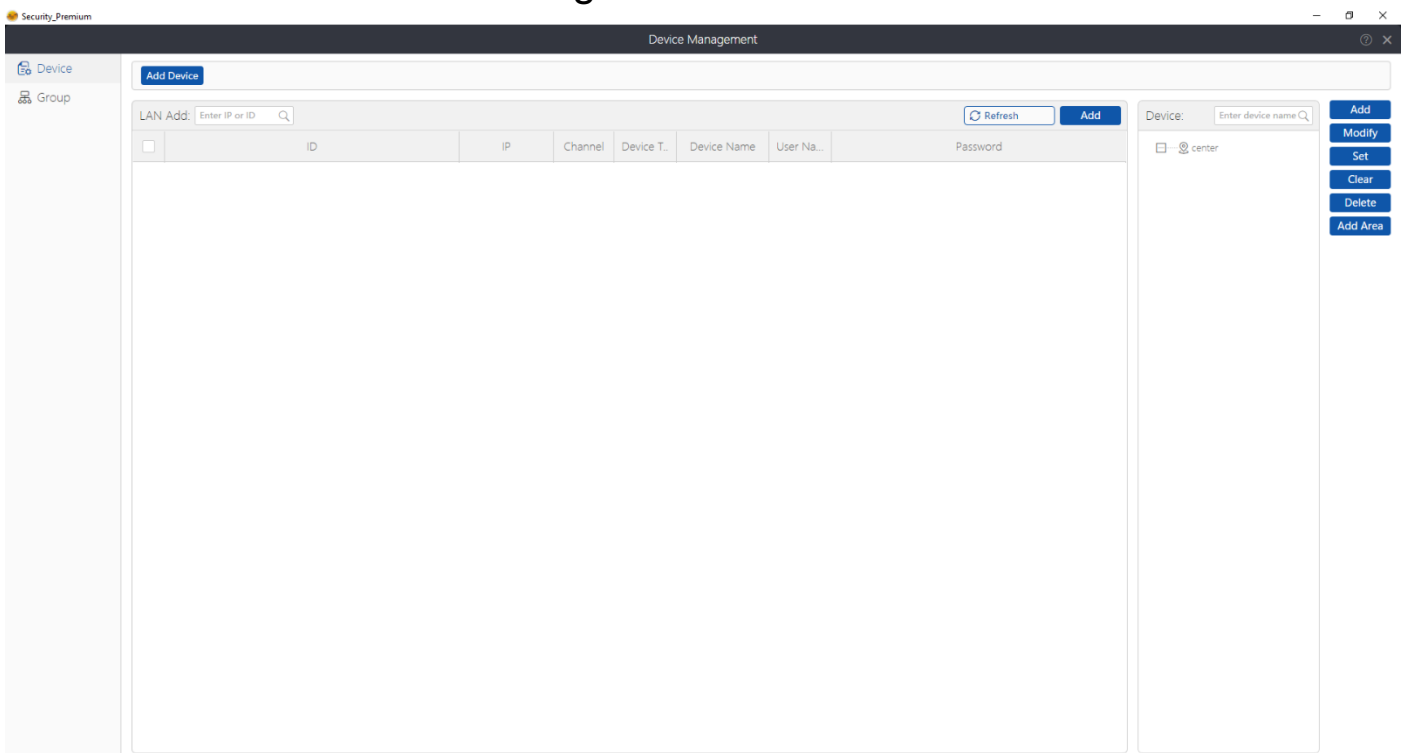 Security_Premium
Device Management
Device
Group
Add Device
LAN Add: Enter IP or ID Refresh Add
ID IP Channel Device T... Device Name User Na... Password
Device: Enter device name
center
Add
Modify
Set
Clear
Delete
Add Area